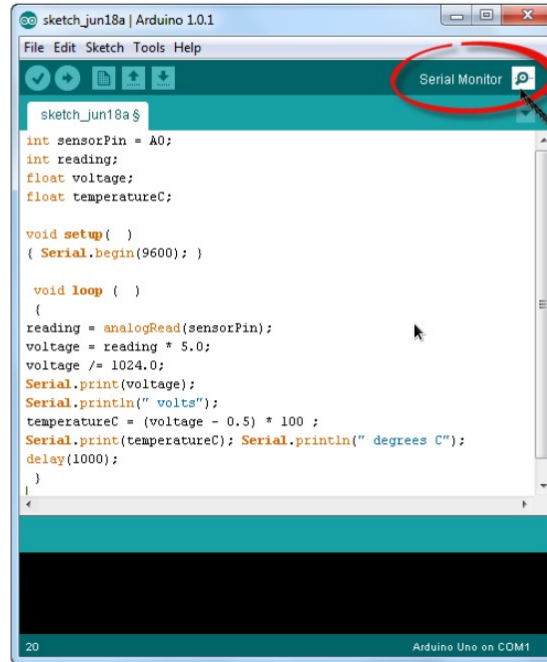 sketch_jun18a | Arduino 1.0.1
File Edit Sketch Tools Help
Serial Monitor
sketch_jun18a §
int sensorPin = A0;
int reading;
float voltage;
float temperatureC;
void setup(  )
{ Serial.begin(9600); }
void loop (  )
{
reading = analogRead(sensorPin);
voltage = reading * 5.0;
voltage /= 1024.0;
Serial.print(voltage);
Serial.println(" volts");
temperatureC = (voltage - 0.5) * 100 ;
Serial.print(temperatureC); Serial.println(" degrees C");
delay(1000);
}
20
Arduino Uno on COM1